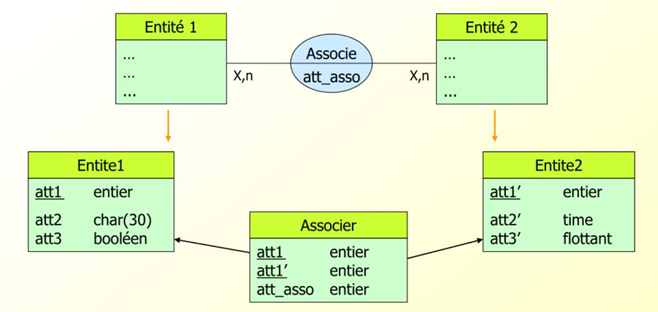 Entité 1
...
...
...
X,n
Associe
att_asso
X,n
Entité 2
...
...
...
Entite1
att1 entier
att2 char(30)
att3 booléen
Associer
att1 entier
att1′ entier
att_asso entier
Entite2
att1′ entier
att2′ time
att3′ flottant